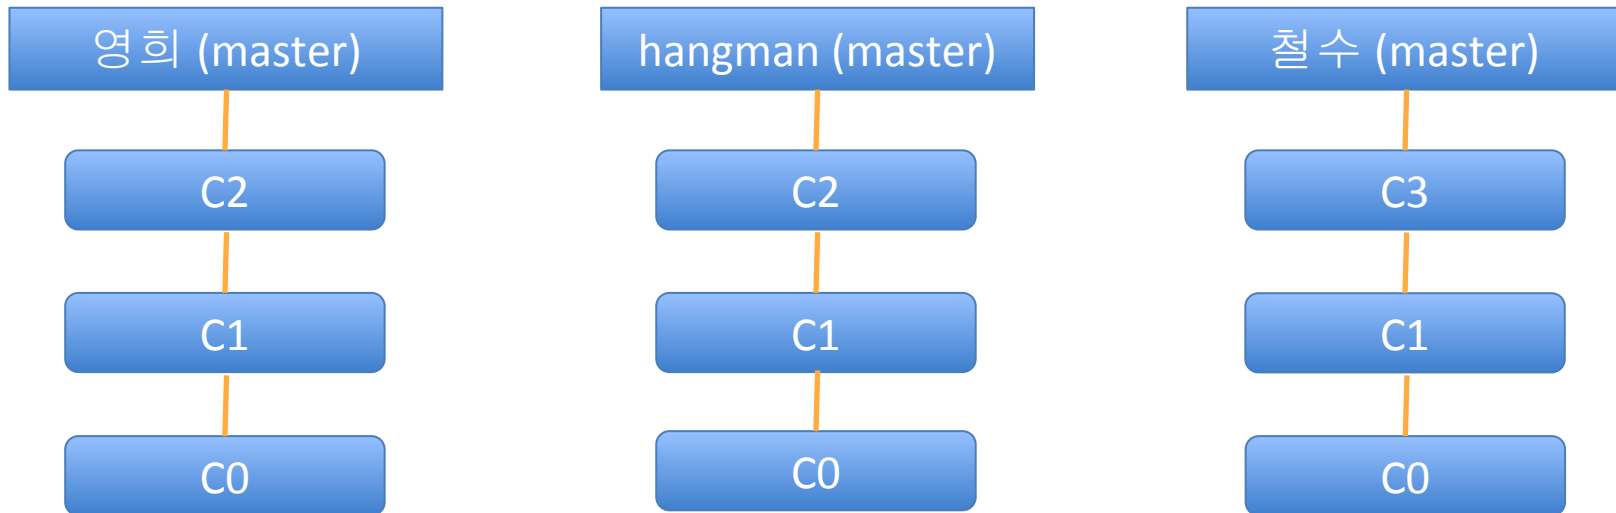 영희 (master)
hangman (master)
철수 (master)
C2
C2
C3
C1
C1
C1
C0
C0
C0